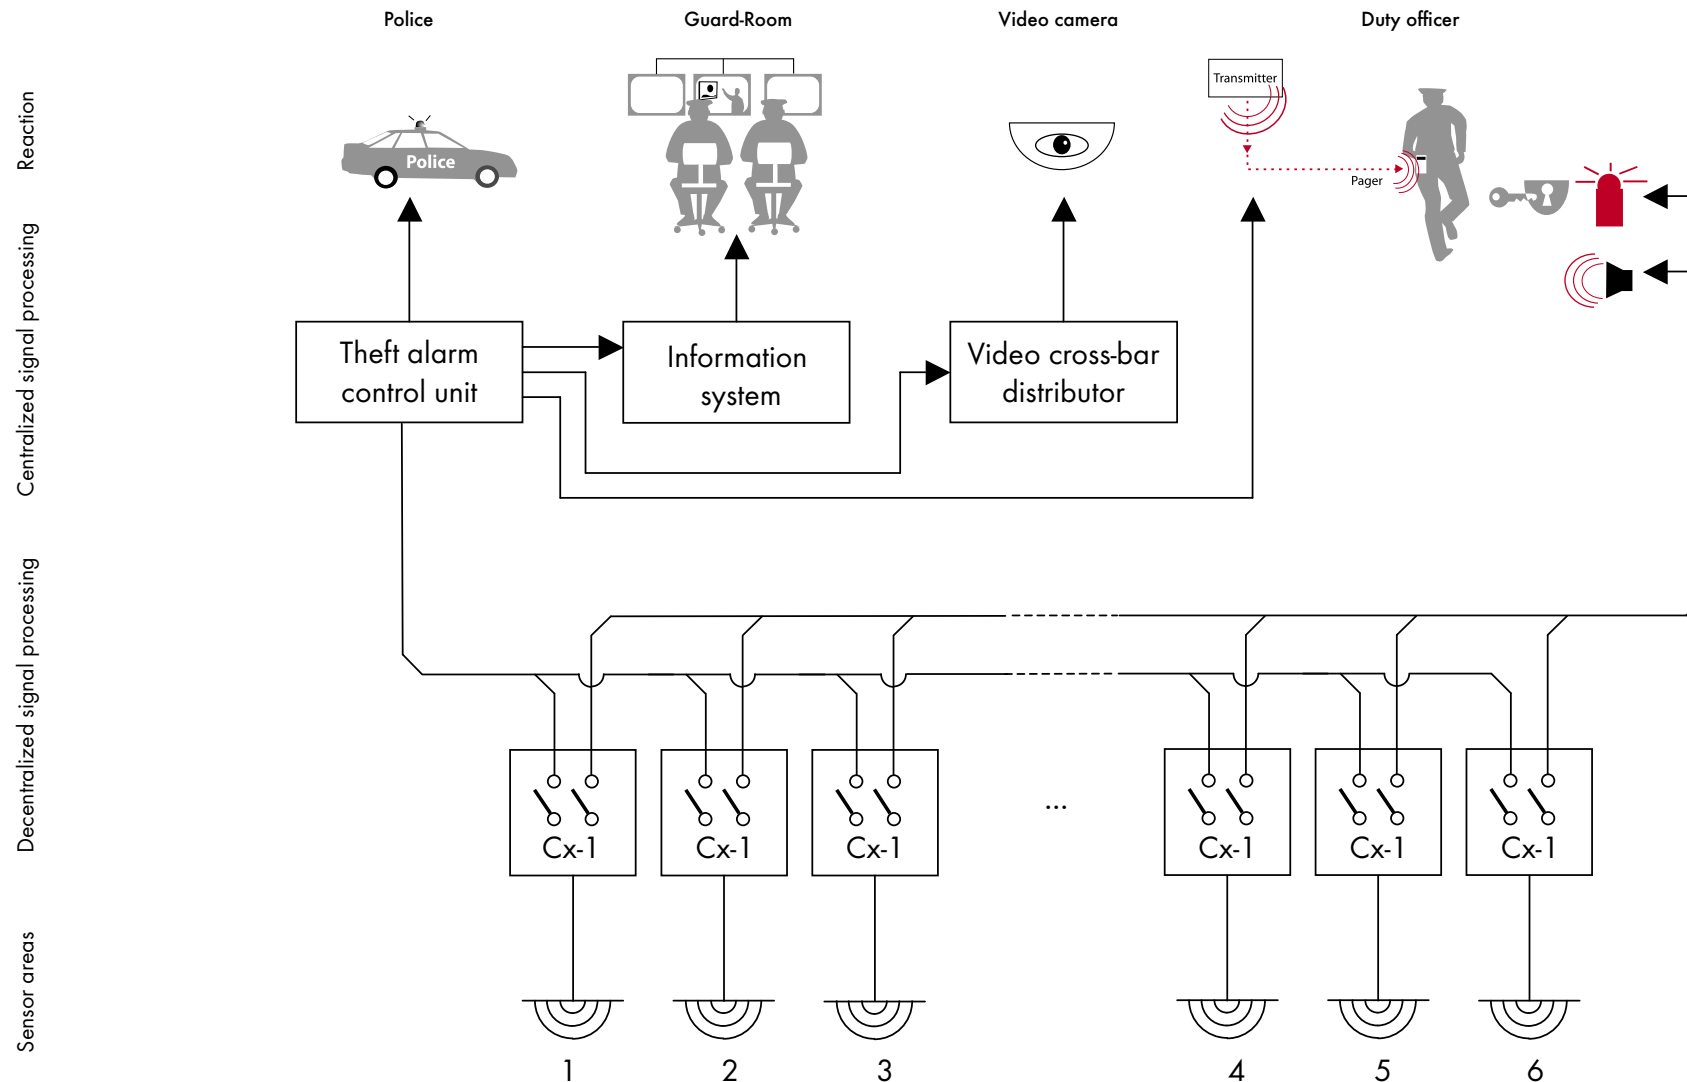 Police
Guard-Room
Video camera
Duty officer
Reaction
Transmitter
Police
Pager
Centralized signal processing
Theft alarm
control unit
Information
system
Video cross-bar
distributor
Decentralized signal processing
Cx-1
Cx-1
Cx-1
...
Cx-1
Cx-1
Cx-1
Sensor areas
1
2
3
4
5
6